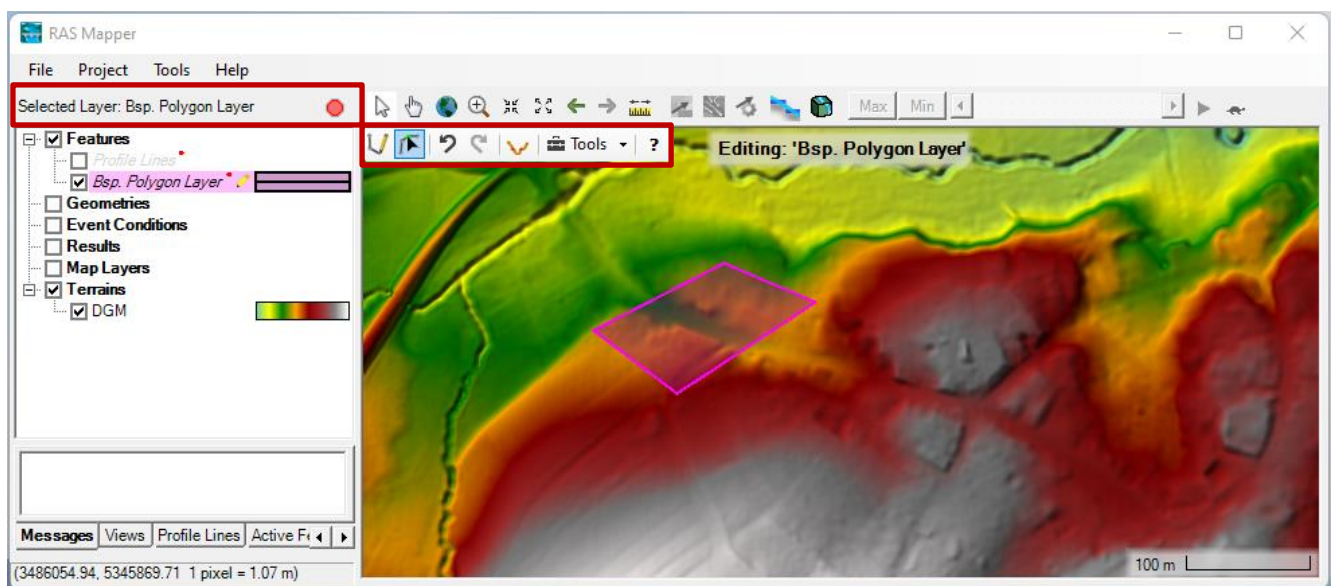 RAS Mapper
File Project Tools Help
Selected Layer: Bsp. Polygon Layer
Max Min
Tools ?
Editing: 'Bsp. Polygon Layer'
Features
Profile Lines
Bsp. Polygon Layer
Geometries
Event Conditions
Results
Map Layers
Terrains
DGM
Messages Views Profile Lines Active Fe
100 m
(3486054.94, 5345869.71 1 pixel = 1.07 m)